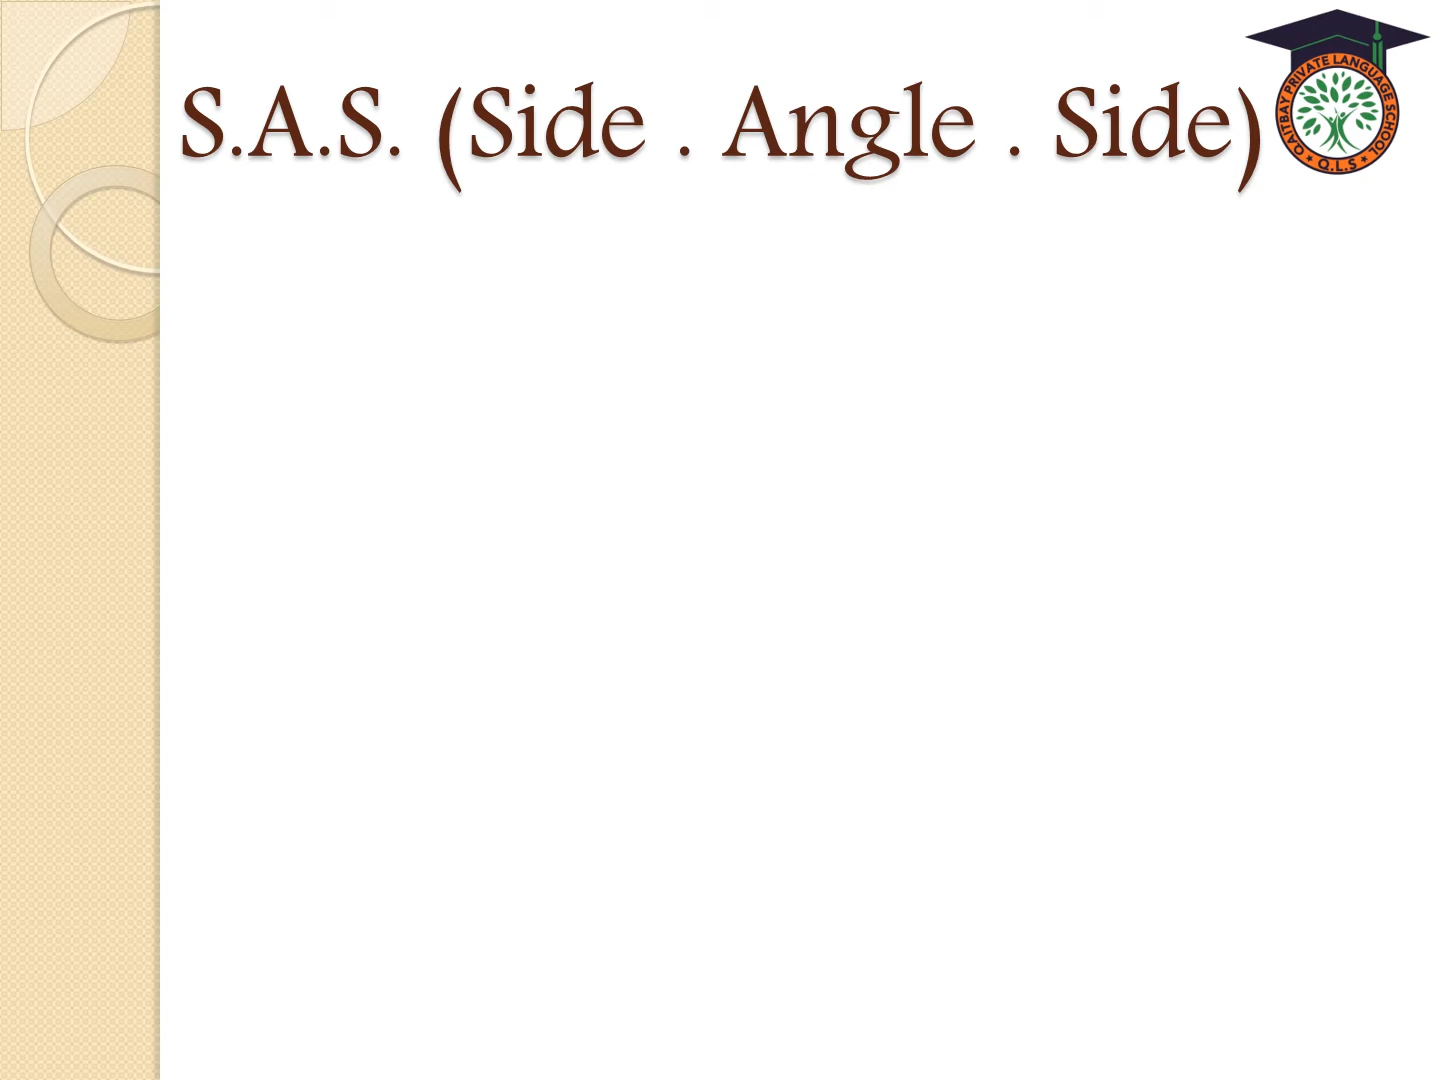 S.A.S. (Side . Angle . Side)
QAITBAY PRIVATE LANGUAGE SCHOOL
Q.L.S